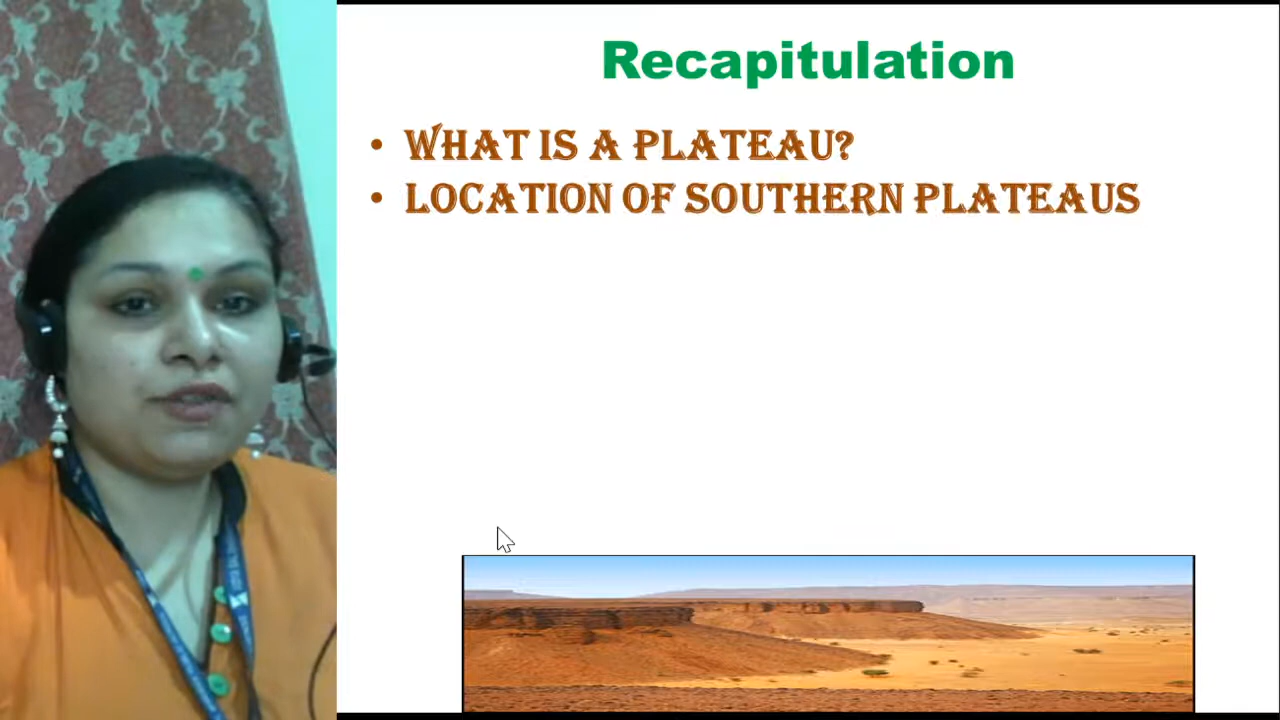 Recapitulation
• WHAT IS A PLATEAU?
• LOCATION OF SOUTHERN PLATEAUS